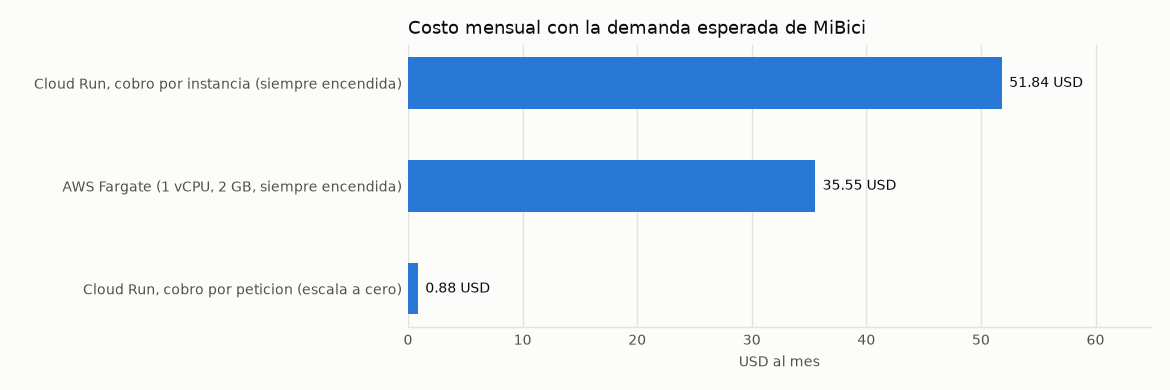 Costo mensual con la demanda esperada de MiBici
Cloud Run, cobro por instancia (siempre encendida)
51.84 USD
AWS Fargate (1 vCPU, 2 GB, siempre encendida)
35.55 USD
Cloud Run, cobro por peticion (escala a cero)
0.88 USD
0 10 20 30 40 50 60
USD al mes